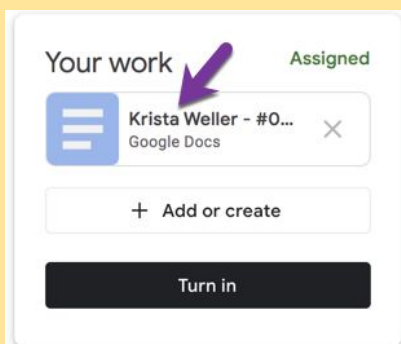 Your work
Assigned
Krista Weller - #0...
Google Docs
+ Add or create
Turn in